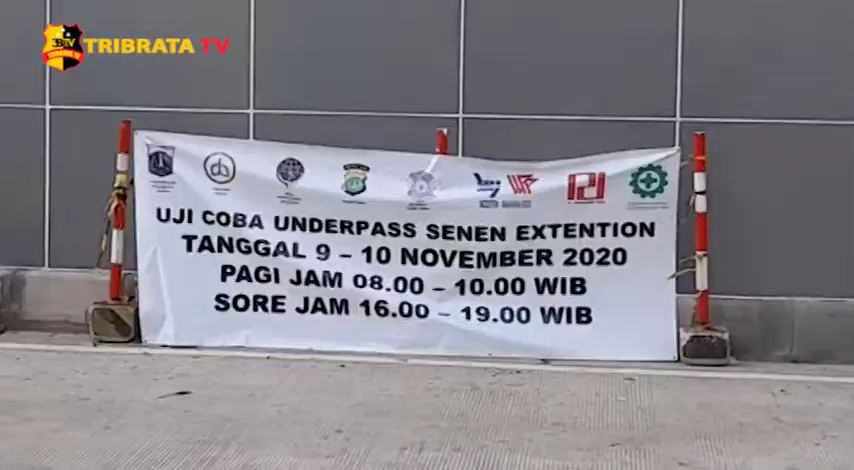 TRIBRATA TV
UJI COBA UNDERPASS SENEN EXTENTION
TANGGAL 9 - 10 NOVEMBER 2020
PAGI JAM 08.00 - 10.00 WIB
SORE JAM 16.00 - 19.00 WIB